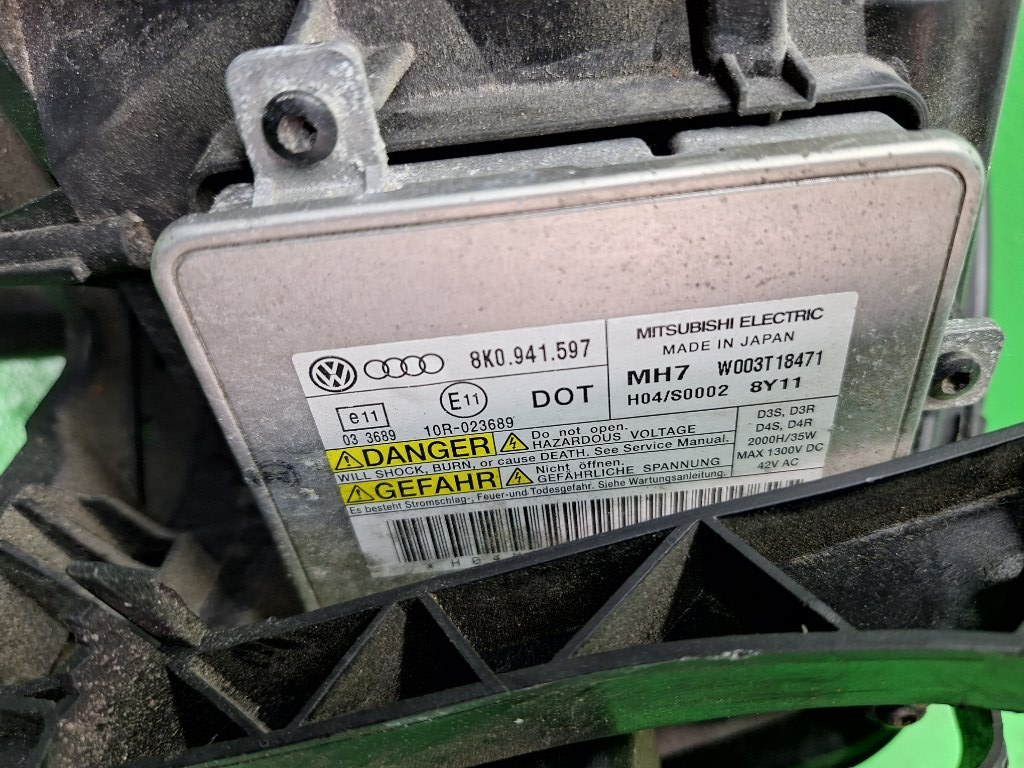 8K0.941.597
e11
03 3689
E11
10R-023689
DOT
MITSUBISHI ELECTRIC
MADE IN JAPAN
MH7 W003T18471
H04/S0002 8Y11
D3S, D3R
D4S, D4R
2000H/35W
MAX 1300V DC
42V AC
DANGER Do not open.
HAZARDOUS VOLTAGE
WILL SHOCK, BURN, or cause DEATH. See Service Manual.
GEFAHR Nicht öffnen.
GEFÄHRLICHE SPANNUNG
Es besteht Stromschlag-, Feuer-und Todesgefahr. Sjehe Wartungsanleitung.